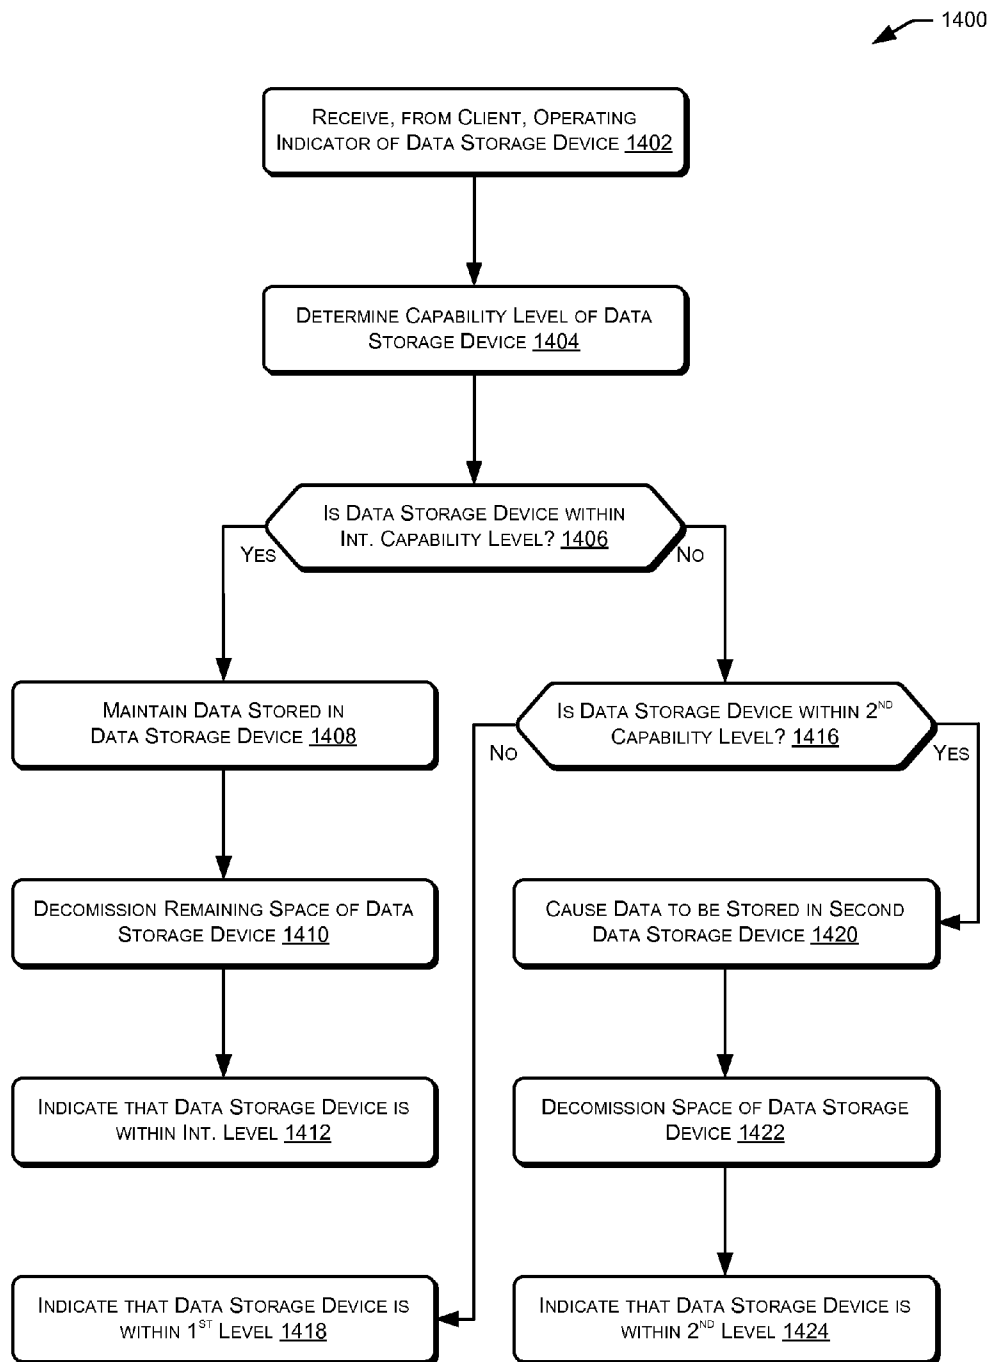 1400
RECEIVE, FROM CLIENT, OPERATING
INDICATOR OF DATA STORAGE DEVICE 1402
DETERMINE CAPABILITY LEVEL OF DATA
STORAGE DEVICE 1404
IS DATA STORAGE DEVICE WITHIN
INT. CAPABILITY LEVEL? 1406
YES
NO
MAINTAIN DATA STORED IN
DATA STORAGE DEVICE 1408
IS DATA STORAGE DEVICE WITHIN 2ND
CAPABILITY LEVEL? 1416
NO
YES
DECOMISSION REMAINING SPACE OF DATA
STORAGE DEVICE 1410
CAUSE DATA TO BE STORED IN SECOND
DATA STORAGE DEVICE 1420
INDICATE THAT DATA STORAGE DEVICE IS
WITHIN INT. LEVEL 1412
DECOMISSION SPACE OF DATA STORAGE
DEVICE 1422
INDICATE THAT DATA STORAGE DEVICE IS
WITHIN 1ST LEVEL 1418
INDICATE THAT DATA STORAGE DEVICE IS
WITHIN 2ND LEVEL 1424